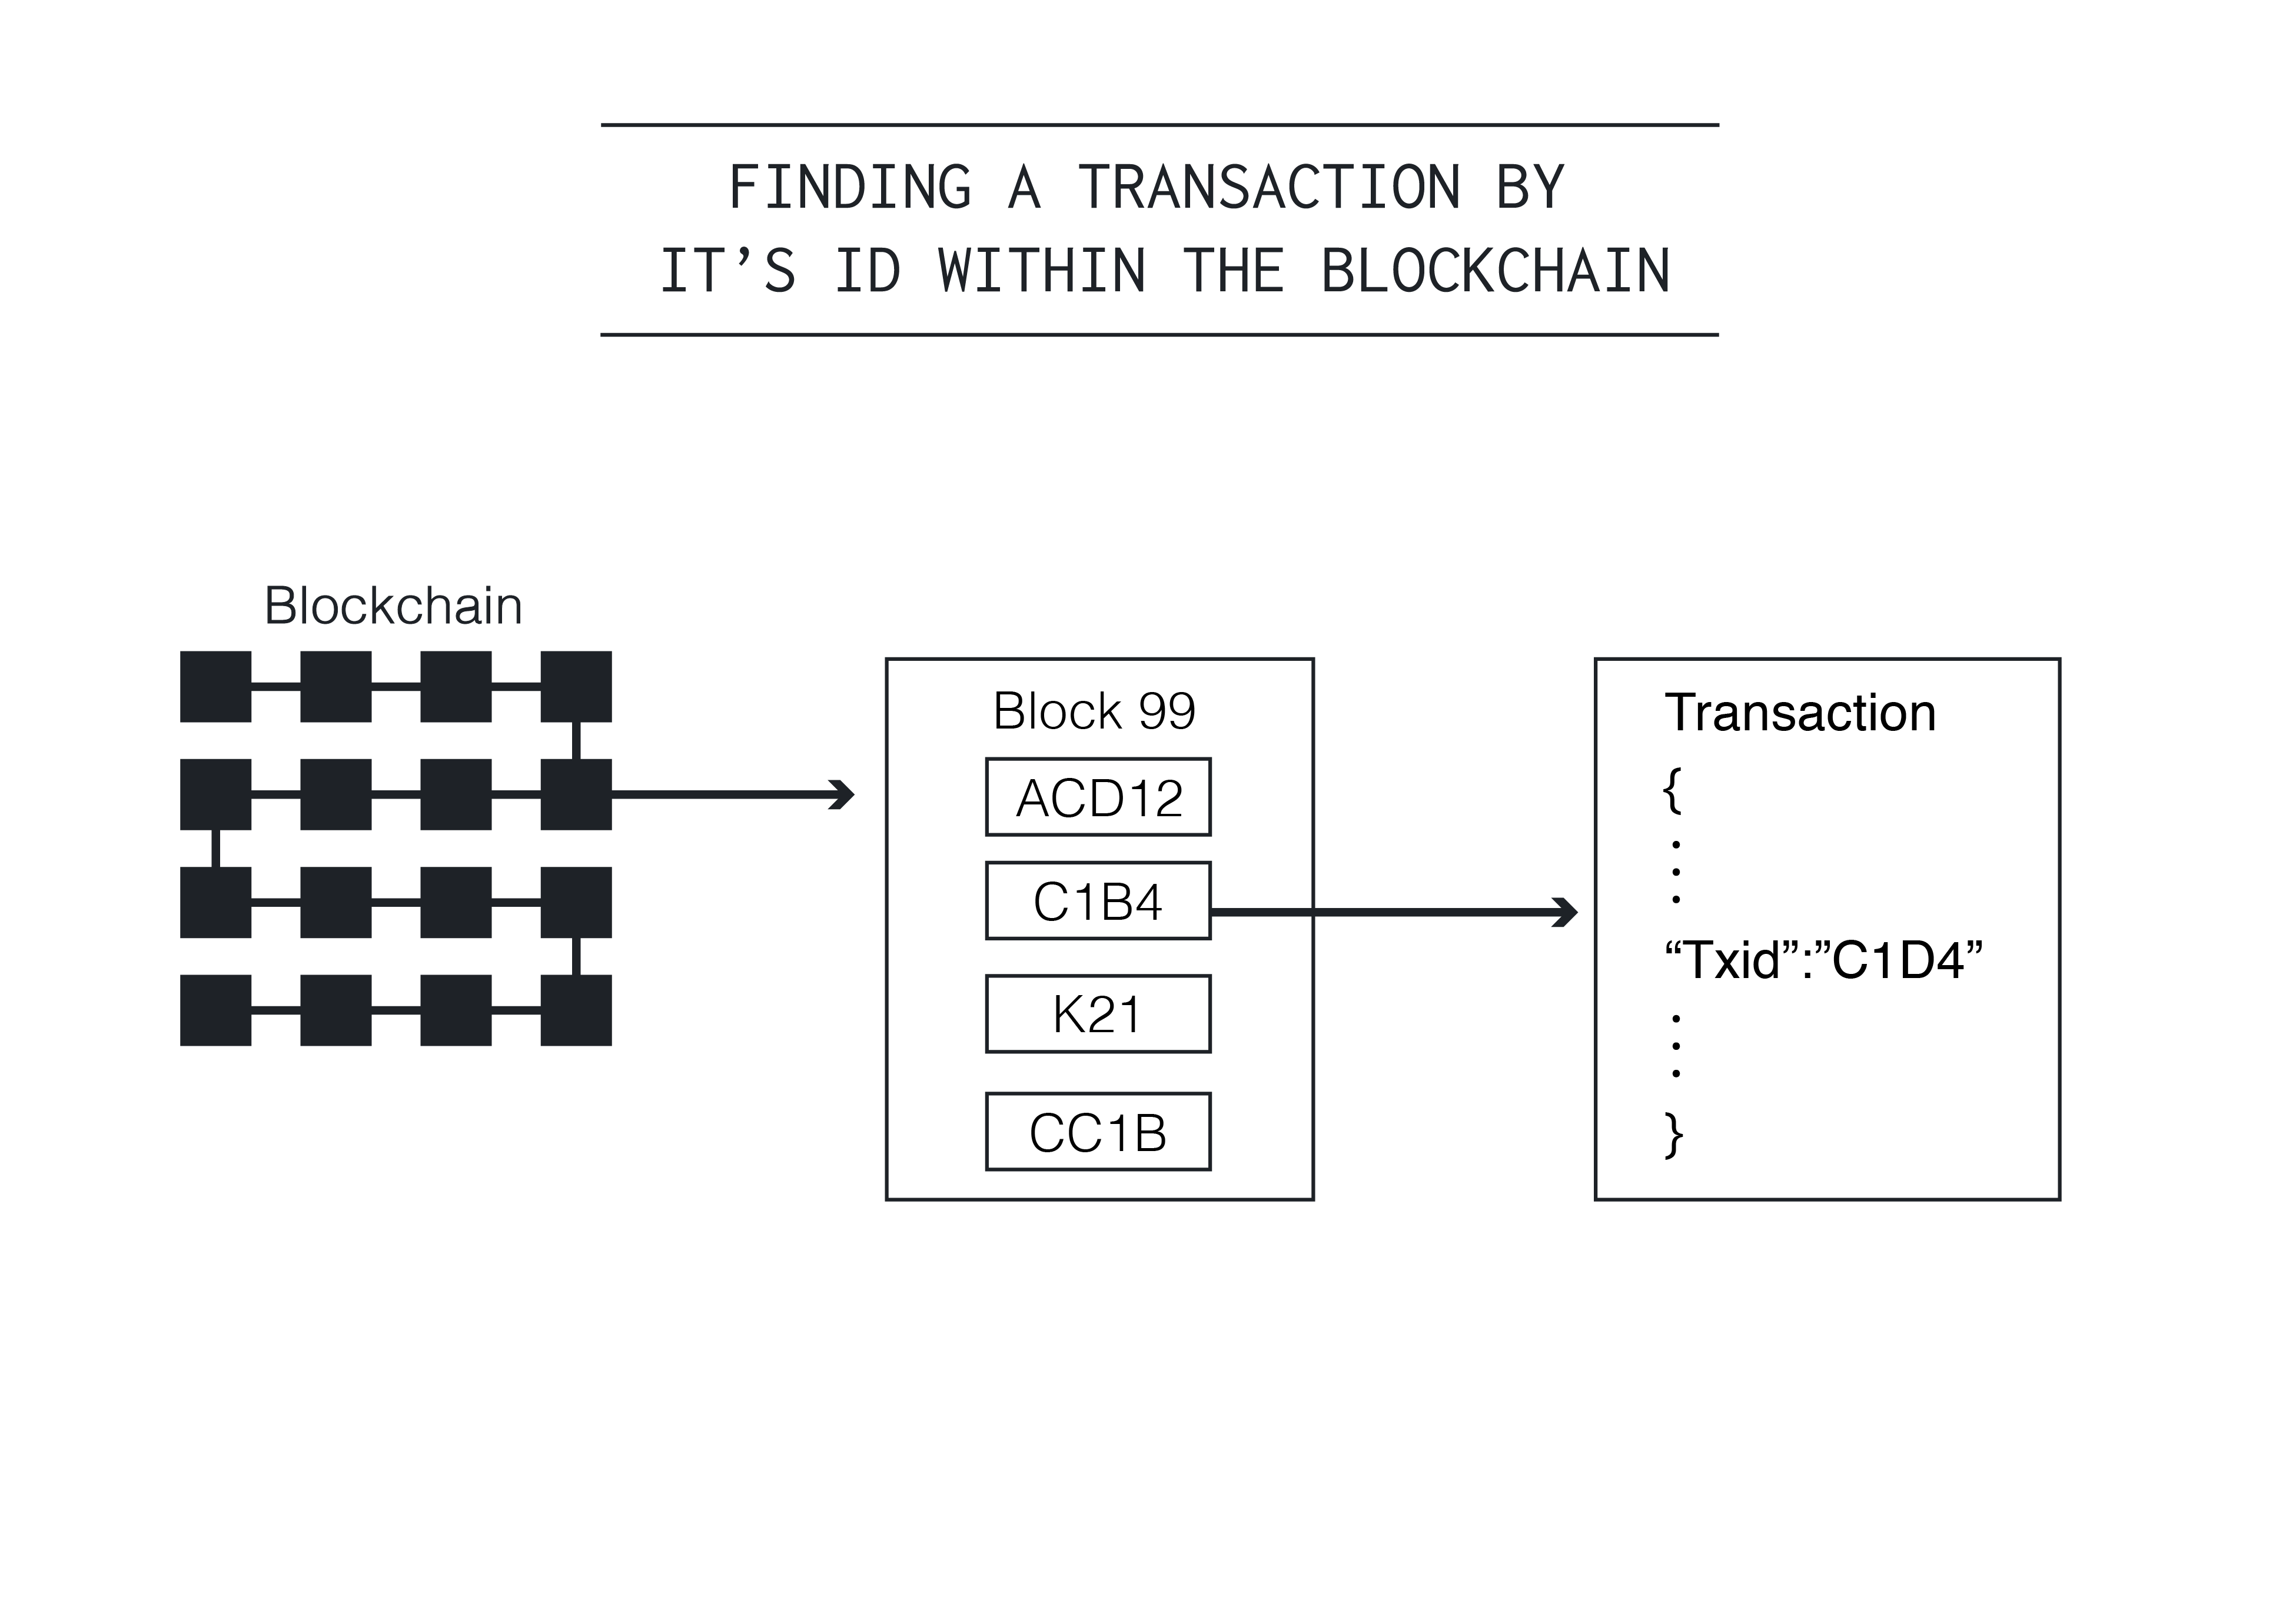 FINDING A TRANSACTION BY
IT’S ID WITHIN THE BLOCKCHAIN
Blockchain
Block 99
ACD12
C1B4
K21
CC1B
Transaction
{
.
.
.
“Txid”:”C1D4”
.
.
.
}